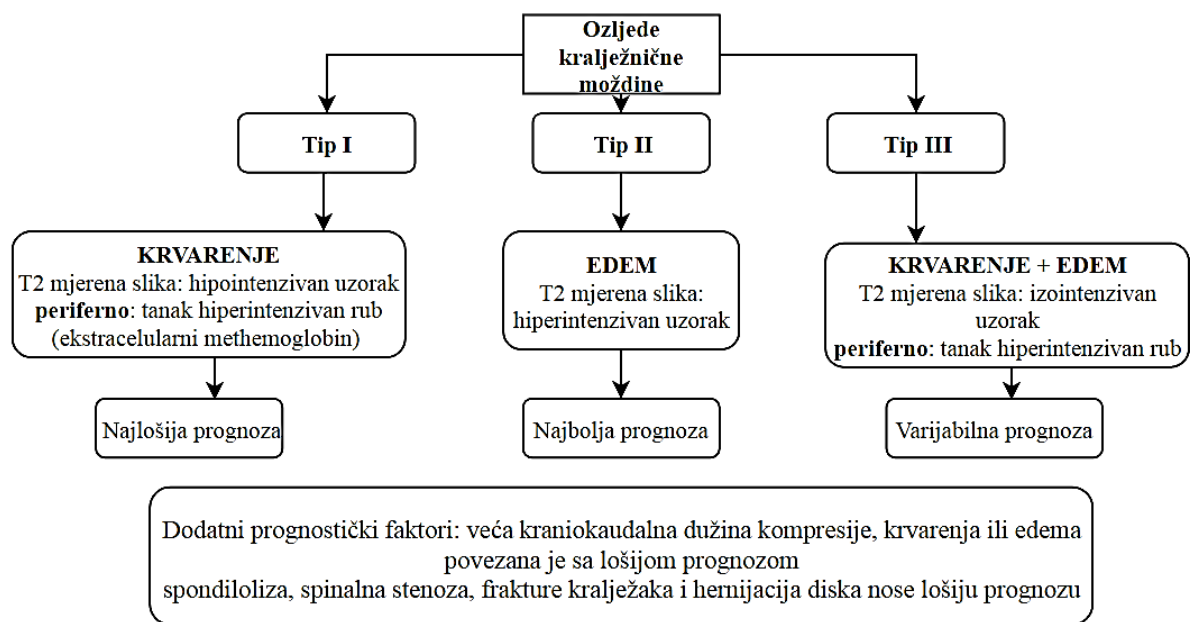 Ozljede
kralježnične
moždine
Tip I
Tip II
Tip III
KRVARENJE
T2 mjerena slika: hipointenzivan uzorak
periferno: tanak hiperintenzivan rub
(ekstracelularni methemoglobin)
EDEM
T2 mjerena slika:
hiperintenzivan uzorak
KRVARENJE + EDEM
T2 mjerena slika: izointenzivan
uzorak
periferno: tanak hiperintenzivan rub
Najlošija prognoza
Najbolja prognoza
Varijabilna prognoza
Dodatni prognostički faktori: veća kraniokaudalna dužina kompresije, krvarenja ili edema
povezana je sa lošijom prognozom
spondiloliza, spinalna stenoza, frakture kralježaka i hernijacija diska nose lošiju prognozu